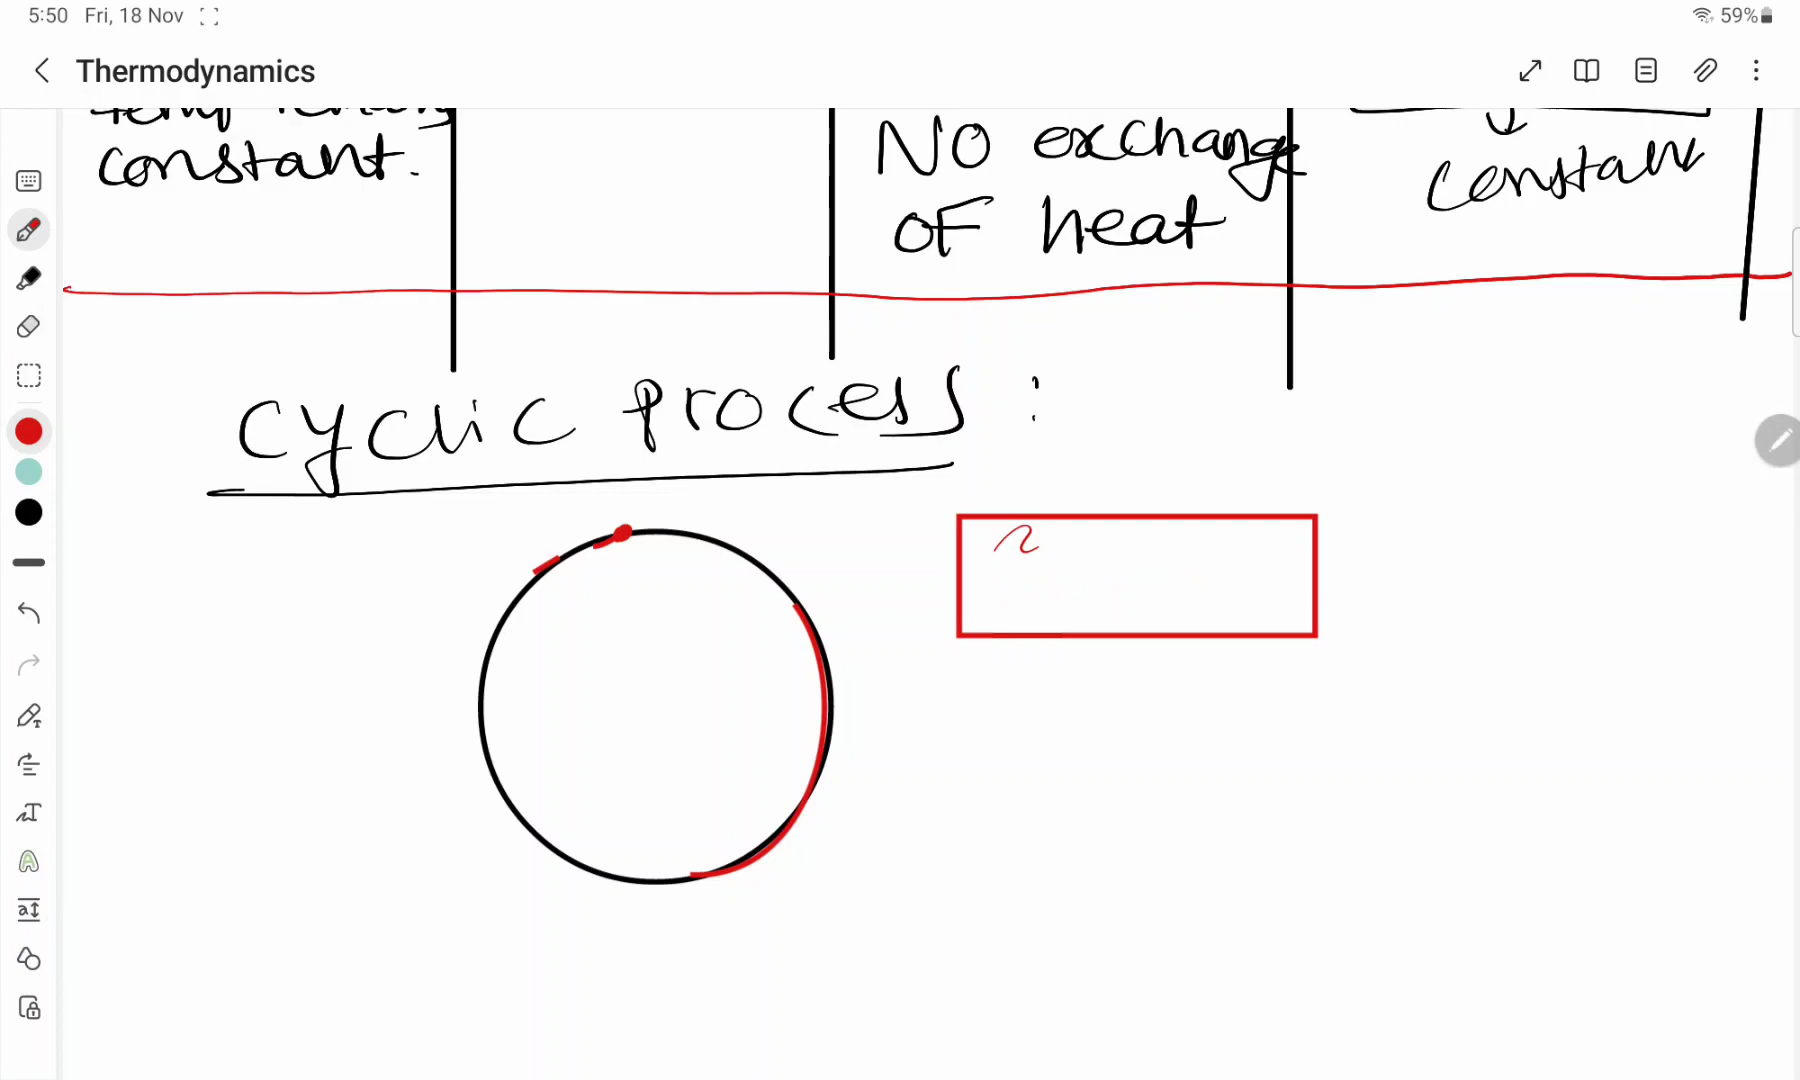 5:50 Fri, 18 Nov 59%
Thermodynamics
constant.
No exchange
of heat
constant
cyclic process :